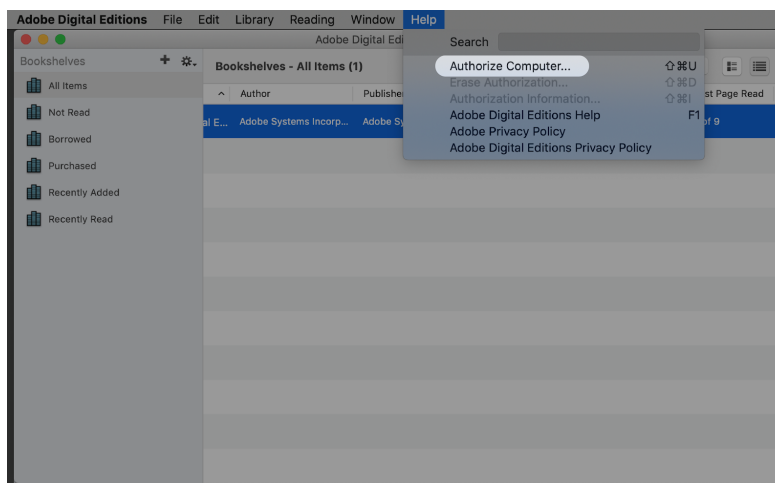 Adobe Digital Editions File Edit Library Reading Window Help
Adobe Digital Edi
Search
Bookshelves
Bookshelves - All Items (1)
Authorize Computer... ⇧⌘U
Erase Authorization... ⇧⌘D
Authorization Information... ⇧⌘I
Adobe Digital Editions Help F1
Adobe Privacy Policy
Adobe Digital Editions Privacy Policy
All Items
Not Read
Borrowed
Purchased
Recently Added
Recently Read
Author Publishe st Page Read
al E... Adobe Systems Incorp... Adobe Sy of 9